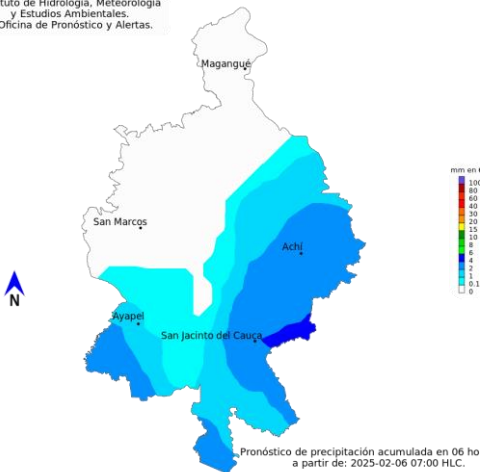 tuto de Hidrología, Meteorología
y Estudios Ambientales.
Oficina de Pronóstico y Alertas.
Magangué
San Marcos
Achí
Ayapel
San Jacinto del Cauca
N
mm en 6
100
80
60
40
30
20
15
10
8
6
4
2
1
0.1
0
Pronóstico de precipitación acumulada en 06 ho
a partir de: 2025-02-06 07:00 HLC.